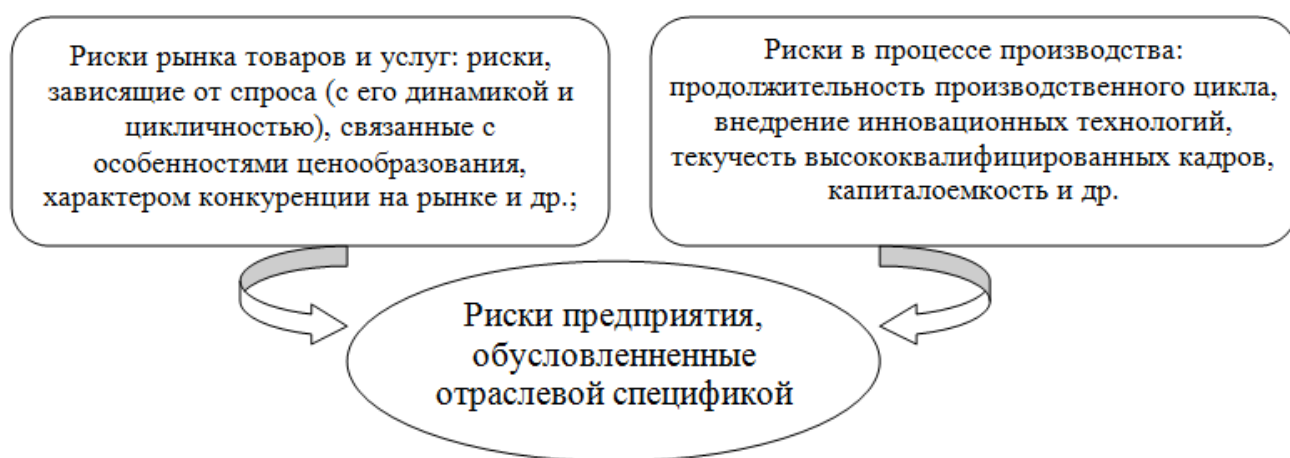 Риски рынка товаров и услуг: риски,
зависящие от спроса (с его динамикой и
цикличностью), связанные с
особенностями ценообразования,
характером конкуренции на рынке и др.;
Риски в процессе производства:
продолжительность производственного цикла,
внедрение инновационных технологий,
текучесть высококвалифицированных кадров,
капиталоемкость и др.
Риски предприятия,
обусловленненные
отраслевой спецификой